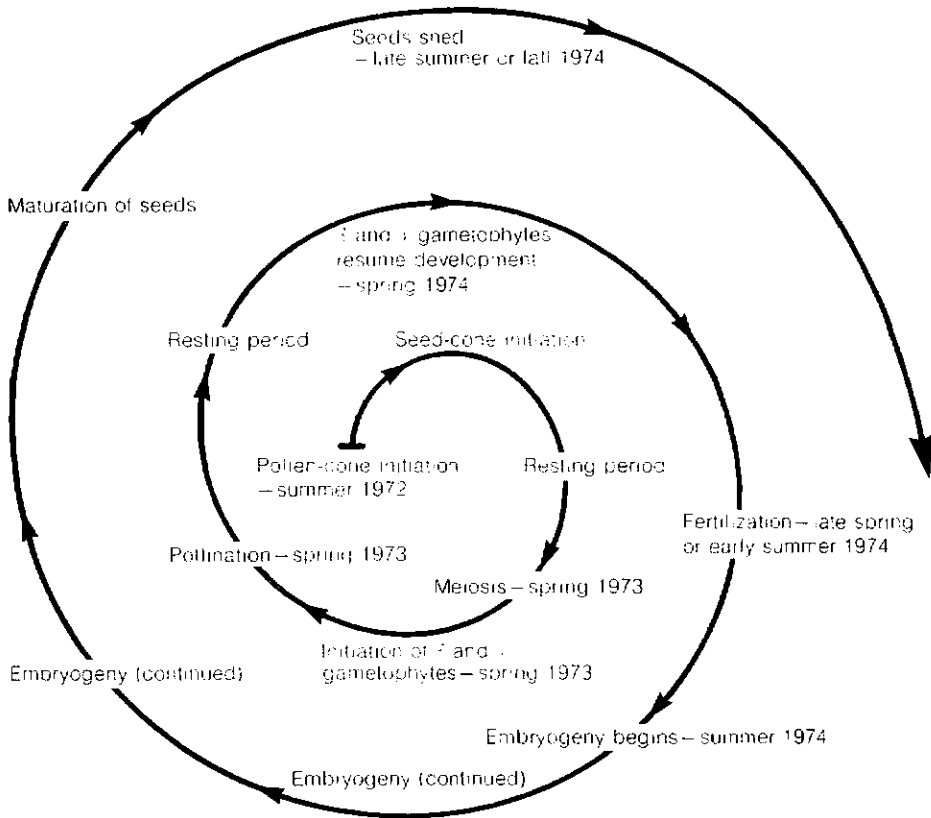 Seeds shed
– late summer or fall 1974
Maturation of seeds
and gametophytes
resume development
– spring 1974
Resting period
Seed-cone initiation
Pollen-cone initiation
– summer 1972
Resting period
Fertilization – late spring
or early summer 1974
Pollination – spring 1973
Meiosis – spring 1973
Initiation of and
gametophytes – spring 1973
Embryogeny (continued)
Embryogeny begins – summer 1974
Embryogeny (continued)